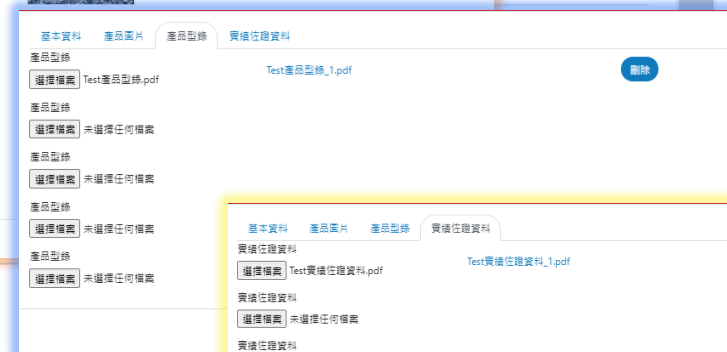 基本資料 產品圖片 產品型錄 實績佐證資料
產品型錄
選擇檔案 Test產品型錄.pdf Test產品型錄_1.pdf 刪除
產品型錄
選擇檔案 未選擇任何檔案
產品型錄
選擇檔案 未選擇任何檔案
產品型錄
選擇檔案 未選擇任何檔案
產品型錄
選擇檔案 未選擇任何檔案
基本資料 產品圖片 產品型錄 實績佐證資料
實績佐證資料
選擇檔案 Test實績佐證資料.pdf Test實績佐證資料_1.pdf
實績佐證資料
選擇檔案 未選擇任何檔案
實績佐證資料